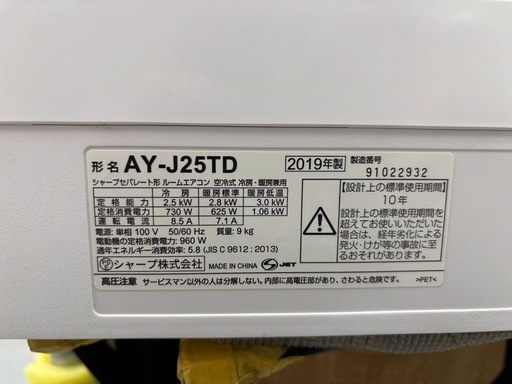 形名 AY-J25TD 2019年製 製造番号 91022932
シャープセパレート形 ルームエアコン 空冷式 冷房・暖房兼用
冷房 暖房標準 暖房低温
定格能力 2.5 kW 2.8 kW 3.0 kW
定格消費電力 730 W 625 W 1.06 kW
運転電流 8.5 A 7.1 A
電源: 単相 100 V 50/60 Hz 質量: 9 kg
電動機の定格消費電力: 960 W
通年エネルギー消費効率: 5.8 (JIS C 9612 : 2013)
シャープ株式会社 MADE IN CHINA S JET
【設計上の標準使用期間】
10年
設計上の標準使用期間を
超えてお使いいただいた
場合は、経年劣化による
発火・けが等の事故に至
るおそれがあります。
高圧注意 サービスマン以外の人は分解しない。内部に高電圧部があり、さわると危険です。 >PET<